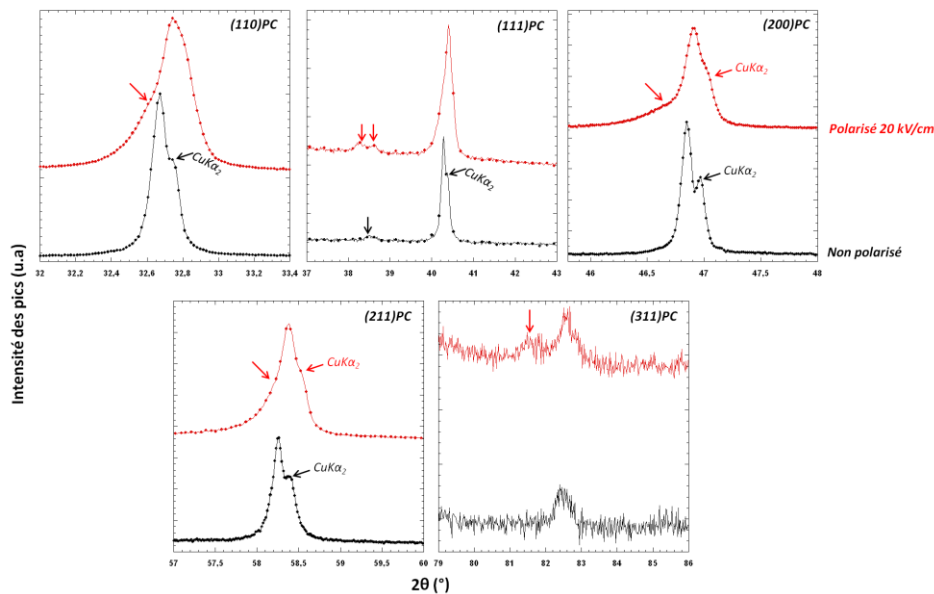 (110)PC
(111)PC
(200)PC
CuKα2
CuKα2
CuKα2
CuKα2
Polarisé 20 kV/cm
Non polarisé
32 32,2 32,4 32,6 32,8 33 33,2 33,4
37 38 39 40 41 42 43
46 46,5 47 47,5 48
Intensité des pics (u.a)
(211)PC
(311)PC
CuKα2
CuKα2
57 57,5 58 58,5 59 59,5 60
79 80 81 82 83 84 85 86
2θ (°)